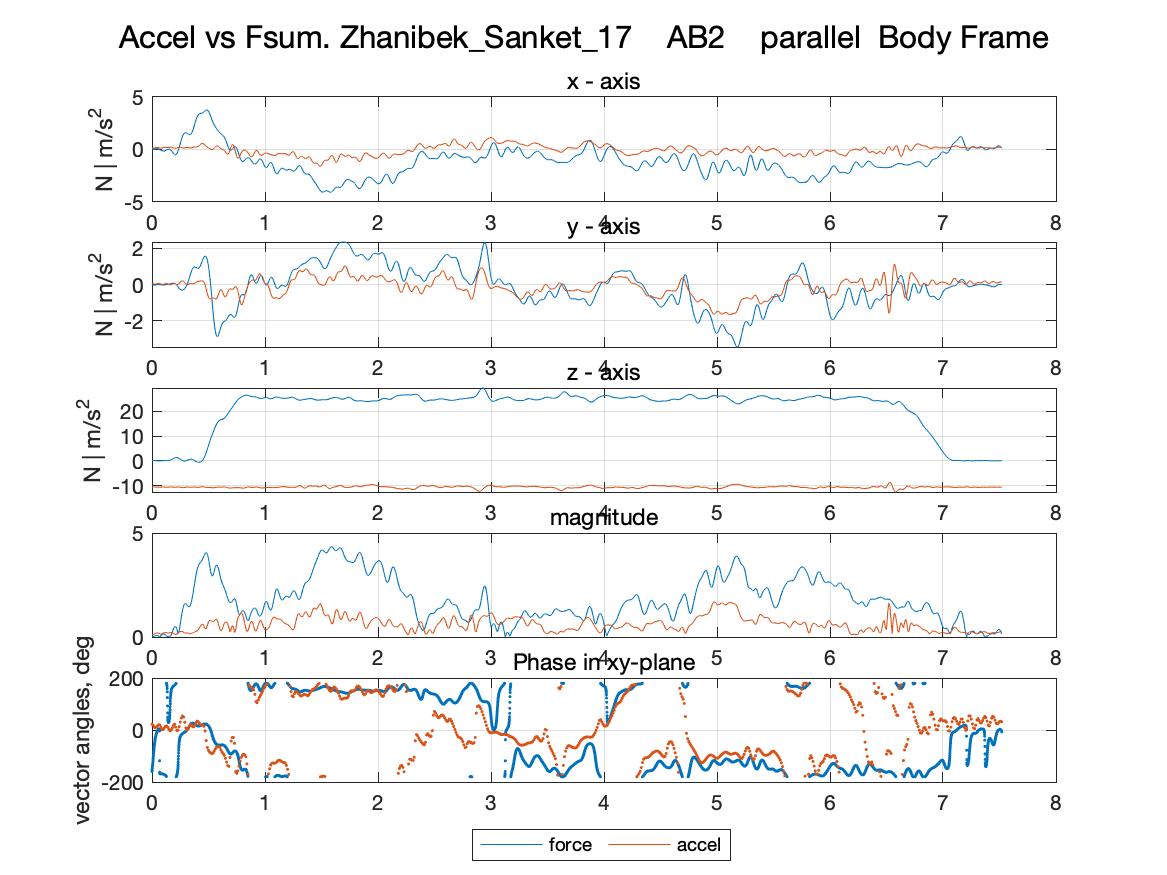 Accel vs Fsum. Zhanibek_Sanket_17 AB2 parallel Body Frame
x - axis
N | m/s2
5
0
-5
0 1 2 3 4 5 6 7 8
y - axis
N | m/s2
2
0
-2
0 1 2 3 4 5 6 7 8
z - axis
N | m/s2
20
10
0
-10
0 1 2 3 4 5 6 7 8
magnitude
5
0
0 1 2 3 4 5 6 7 8
Phase in xy-plane
vector angles, deg
200
0
-200
0 1 2 3 4 5 6 7 8
force accel